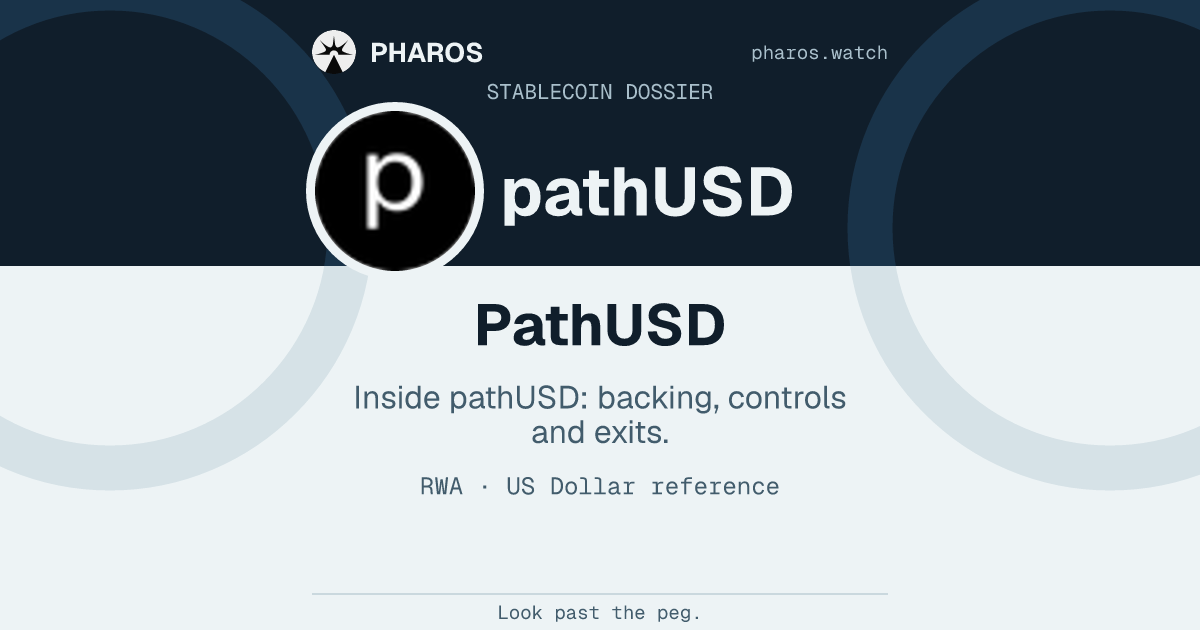 PHAROS
pharos.watch
STABLECOIN DOSSIER
p
pathUSD
PathUSD
Inside pathUSD: backing, controls
and exits.
RWA · US Dollar reference
Look past the peg.